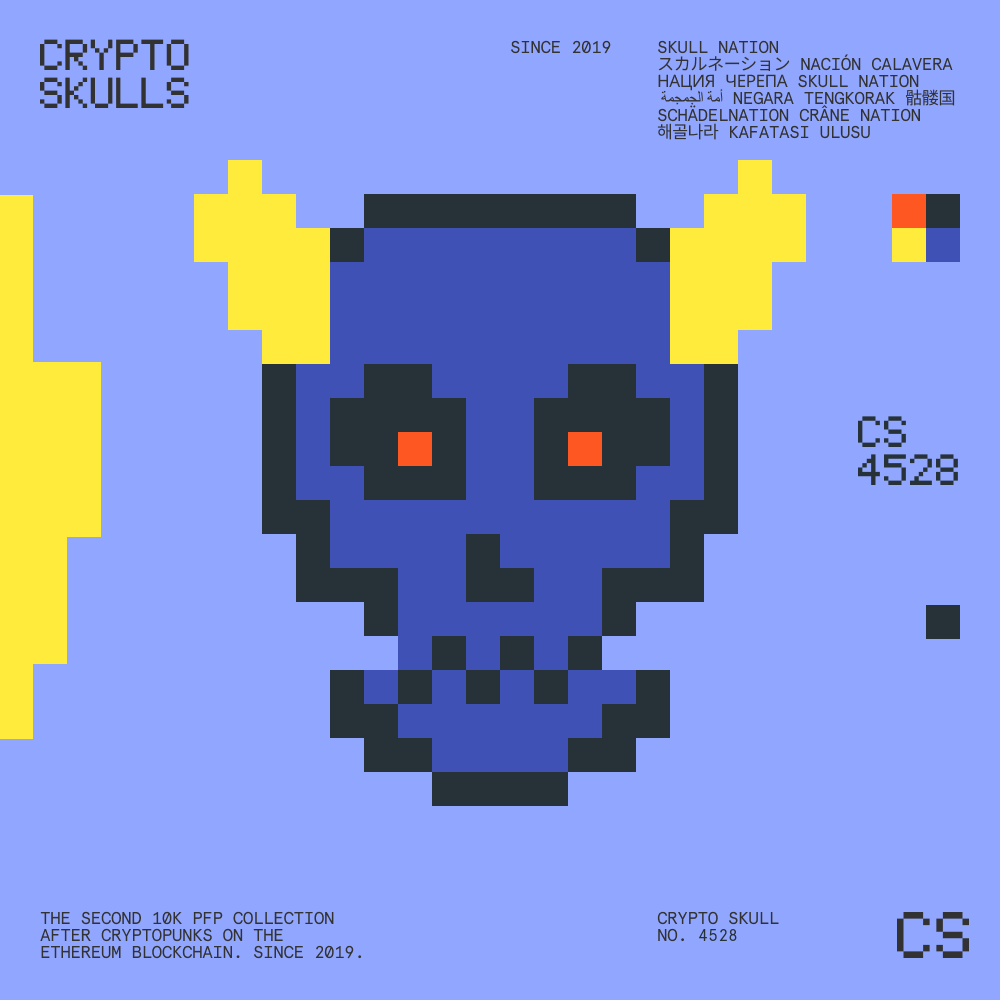 CRYPTO
SKULLS
SINCE 2019
SKULL NATION
スカルネーション NACIÓN CALAVERA
НАЦИЯ ЧЕРЕПА SKULL NATION
أمة الجمجمة NEGARA TENGKORAK 骷髅国
SCHÄDELNATION CRÂNE NATION
해골나라 KAFATASI ULUSU
CS
4528
THE SECOND 10K PFP COLLECTION
AFTER CRYPTOPUNKS ON THE
ETHEREUM BLOCKCHAIN. SINCE 2019.
CRYPTO SKULL
NO. 4528
CS